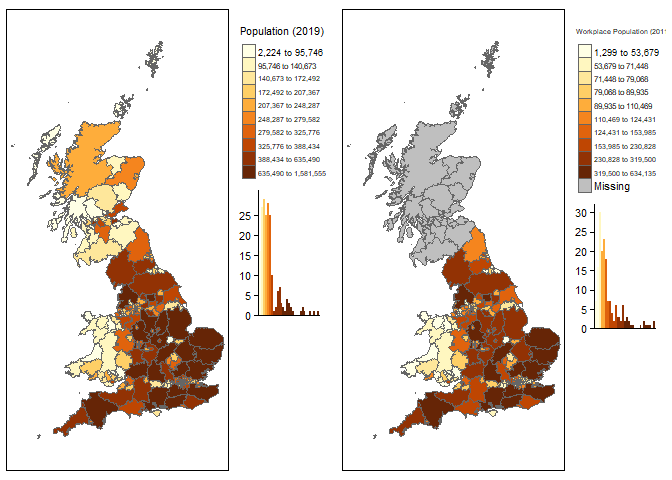 Population (2019)
2,224 to 95,746
95,746 to 140,673
140,673 to 172,492
172,492 to 207,367
207,367 to 248,287
248,287 to 279,582
279,582 to 325,776
325,776 to 388,434
388,434 to 635,490
635,490 to 1,581,555
25
20
15
10
5
0
Workplace Population (201
1,299 to 53,679
53,679 to 71,448
71,448 to 79,068
79,068 to 89,935
89,935 to 110,469
110,469 to 124,431
124,431 to 153,985
153,985 to 230,828
230,828 to 319,500
319,500 to 634,135
Missing
30
25
20
15
10
5
0